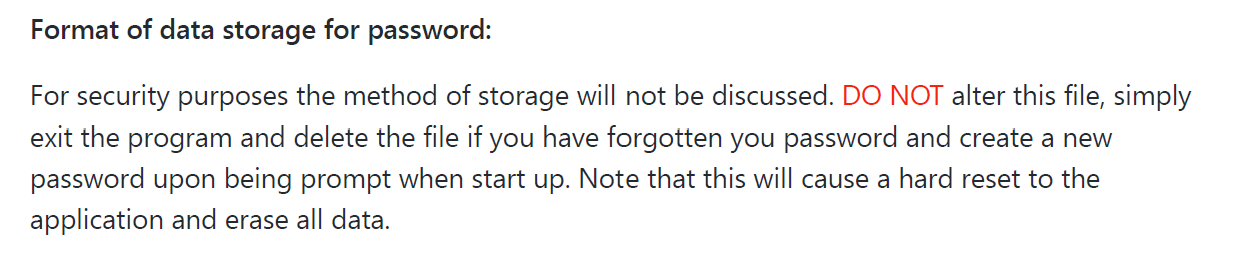 Format of data storage for password:
For security purposes the method of storage will not be discussed. DO NOT alter this file, simply
exit the program and delete the file if you have forgotten you password and create a new
password upon being prompt when start up. Note that this will cause a hard reset to the
application and erase all data.